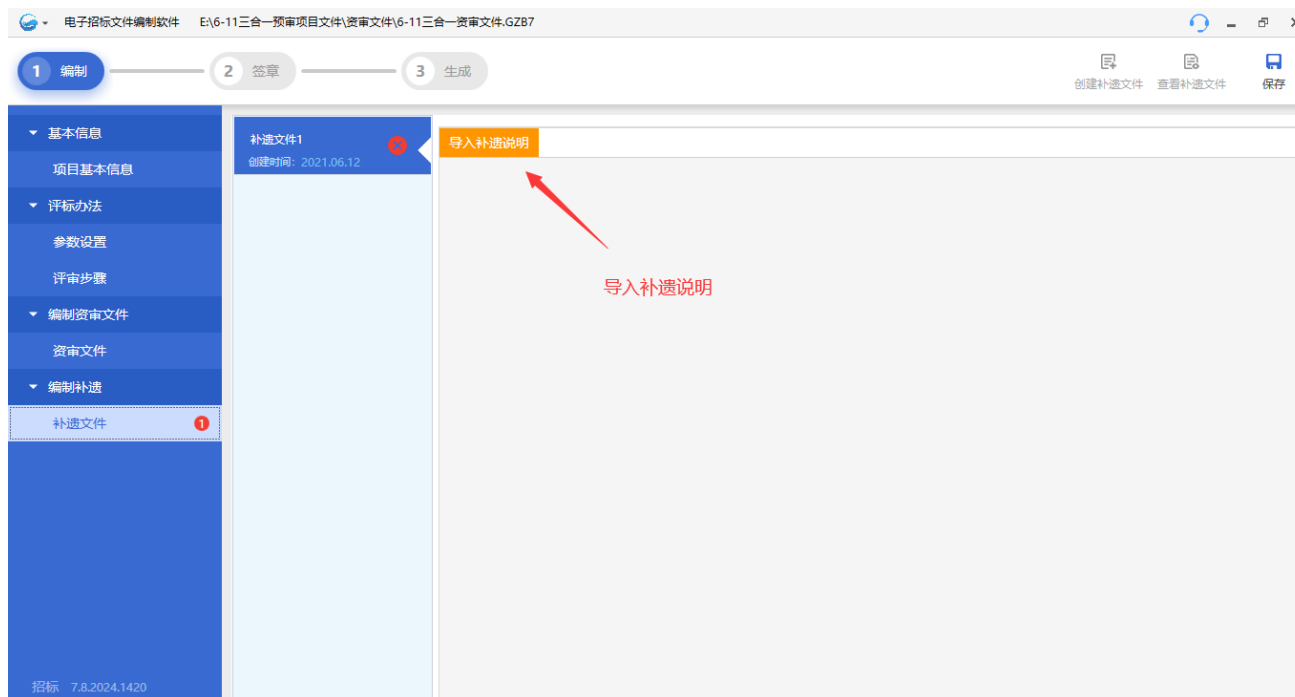 电子招标文件编制软件 E:\6-11三合一预审项目文件\资审文件\6-11三合一资审文件.GZB7
1 编制 2 签章 3 生成
创建补遗文件 查看补遗文件 保存
基本信息
项目基本信息
评标办法
参数设置
评审步骤
编制资审文件
资审文件
编制补遗
补遗文件 1
补遗文件1
创建时间：2021.06.12
导入补遗说明
导入补遗说明
招标 7.8.2024.1420